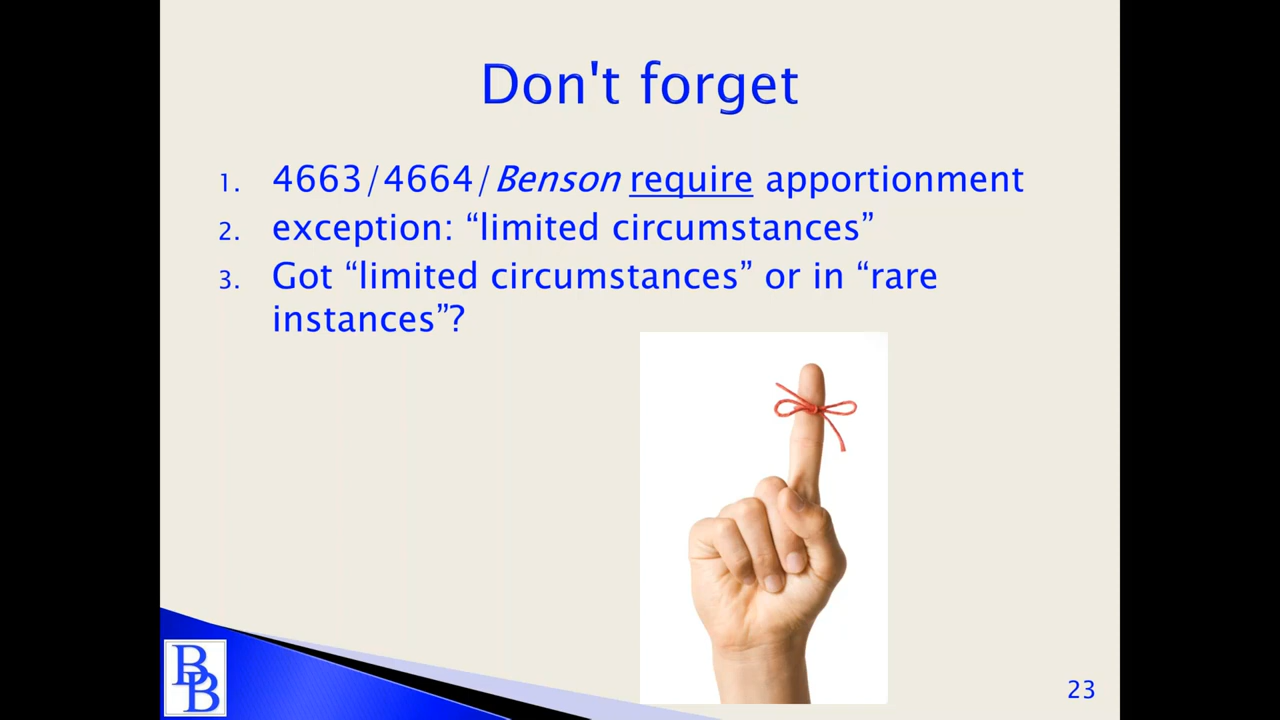 Don't forget
1. 4663/4664/Benson require apportionment
2. exception: “limited circumstances”
3. Got “limited circumstances” or in “rare
instances”?
BB
23